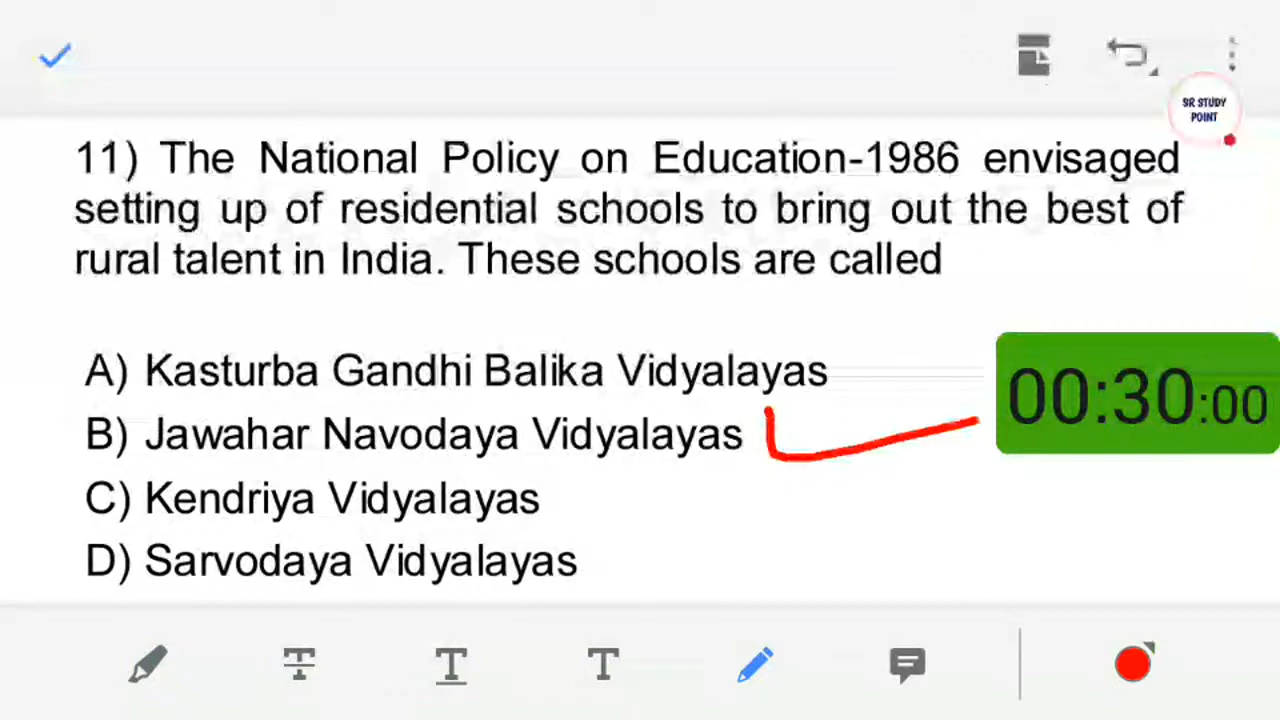 SR STUDY
POINT
11) The National Policy on Education-1986 envisaged
setting up of residential schools to bring out the best of
rural talent in India. These schools are called
A) Kasturba Gandhi Balika Vidyalayas
B) Jawahar Navodaya Vidyalayas
00:30:00
C) Kendriya Vidyalayas
D) Sarvodaya Vidyalayas
T T T